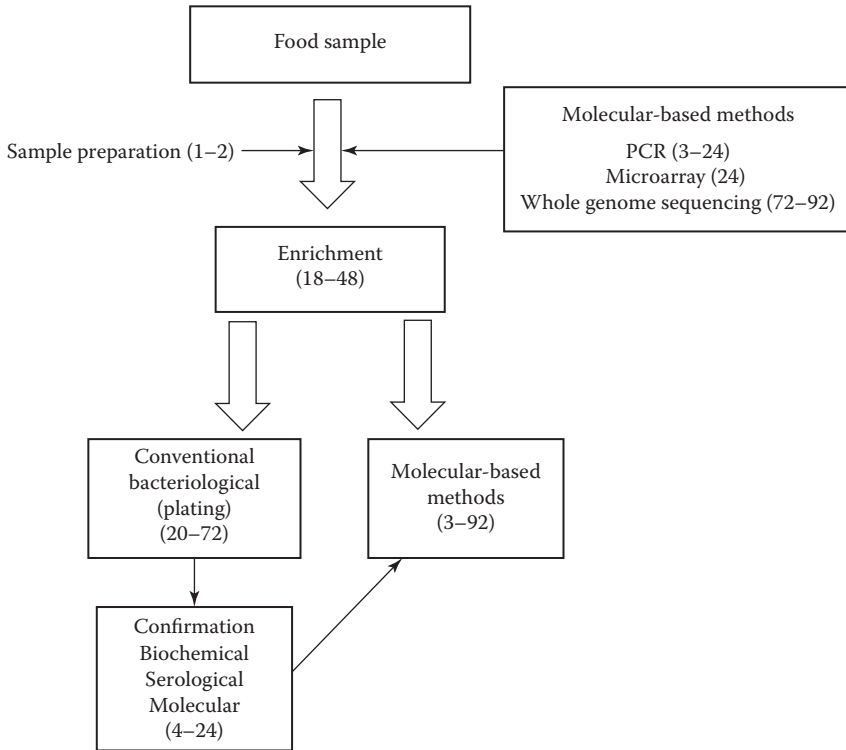 Food sample
Sample preparation (1–2)
Molecular-based methods
PCR (3–24)
Microarray (24)
Whole genome sequencing (72–92)
Enrichment
(18–48)
Conventional
bacteriological
(plating)
(20–72)
Molecular-based
methods
(3–92)
Confirmation
Biochemical
Serological
Molecular
(4–24)